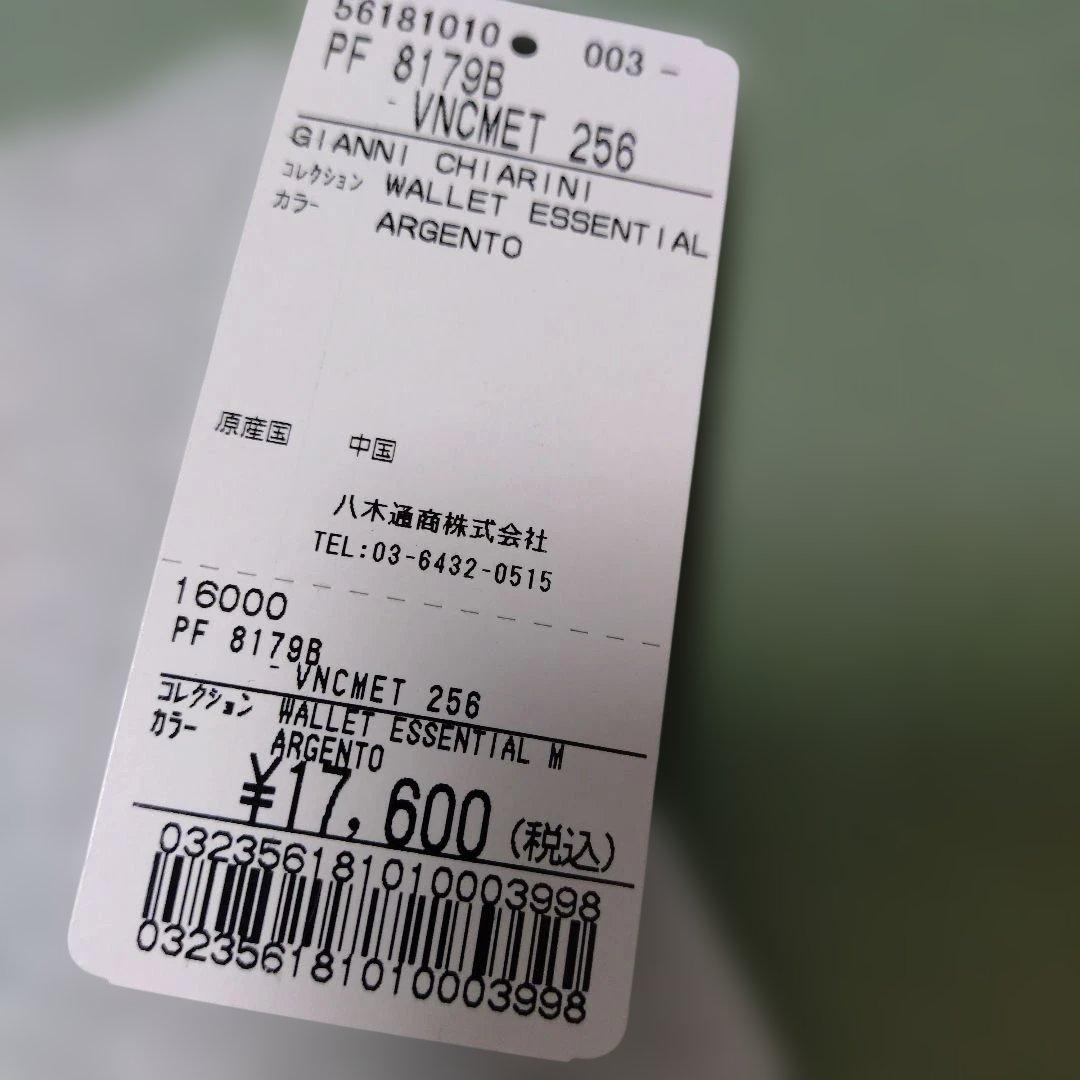 56181010 003 -
PF 8179B
- VNCMET 256
GIANNI CHIARINI
コレクション WALLET ESSENTIAL
カラー ARGENTO
原産国 中国
八木通商株式会社
TEL:03-6432-0515
16000
PF 8179B
- VNCMET 256
コレクション WALLET ESSENTIAL M
カラー ARGENTO
¥17,600(税込)
032356181010003998
032356181010003998